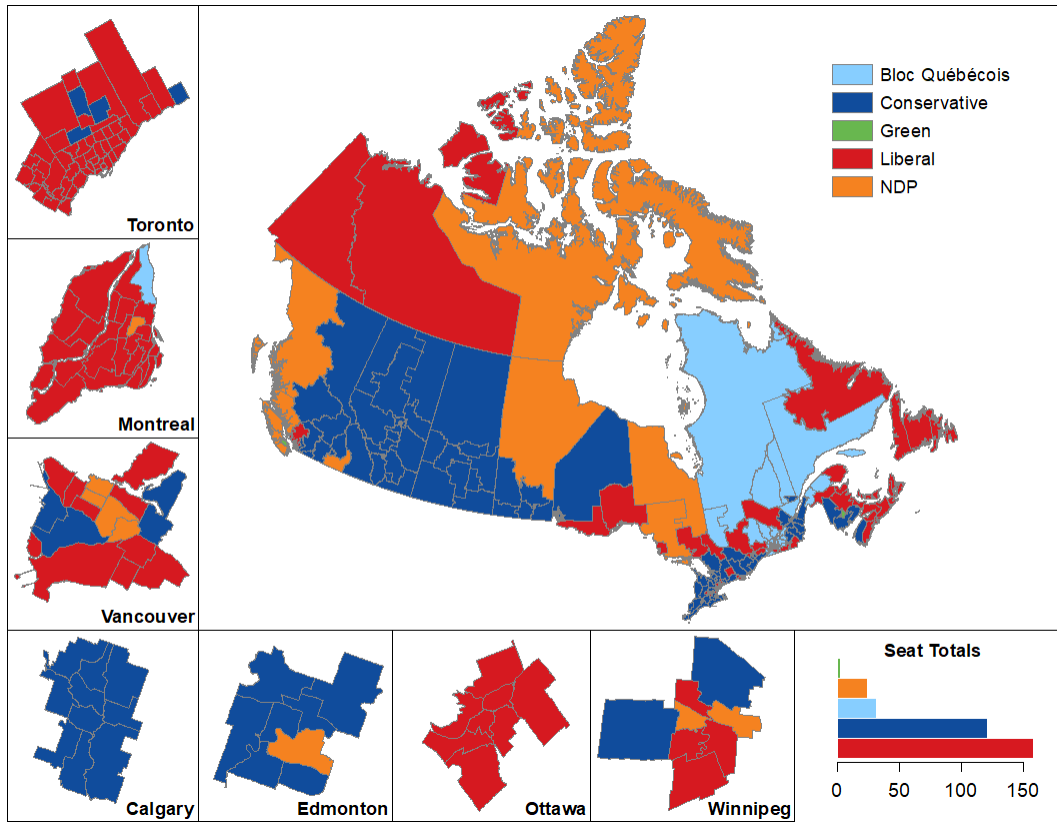 Toronto
Montreal
Vancouver
Calgary
Edmonton
Ottawa
Winnipeg
Bloc Québécois
Conservative
Green
Liberal
NDP
Seat Totals
0 50 100 150